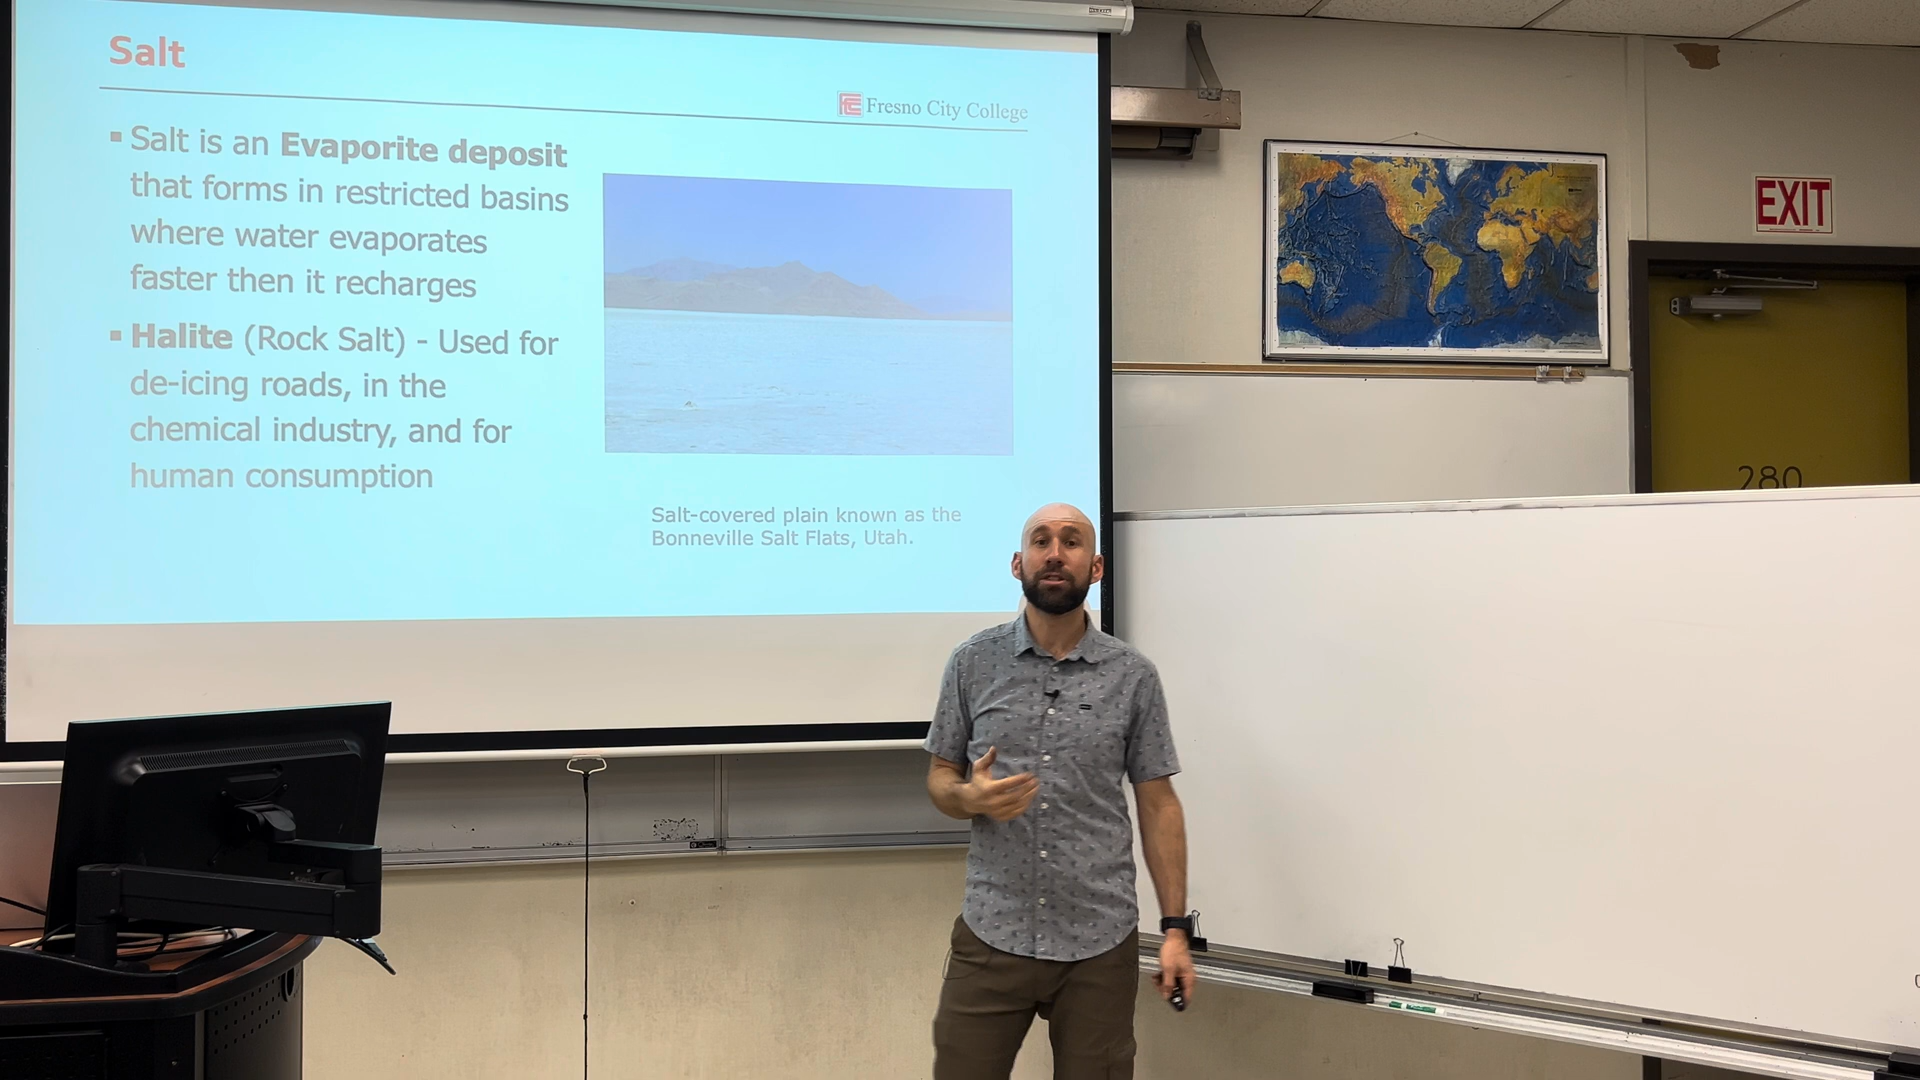 Salt
Fresno City College
▪ Salt is an Evaporite deposit
that forms in restricted basins
where water evaporates
faster then it recharges
▪ Halite (Rock Salt) - Used for
de-icing roads, in the
chemical industry, and for
human consumption
Salt-covered plain known as the
Bonneville Salt Flats, Utah.
EXIT
280